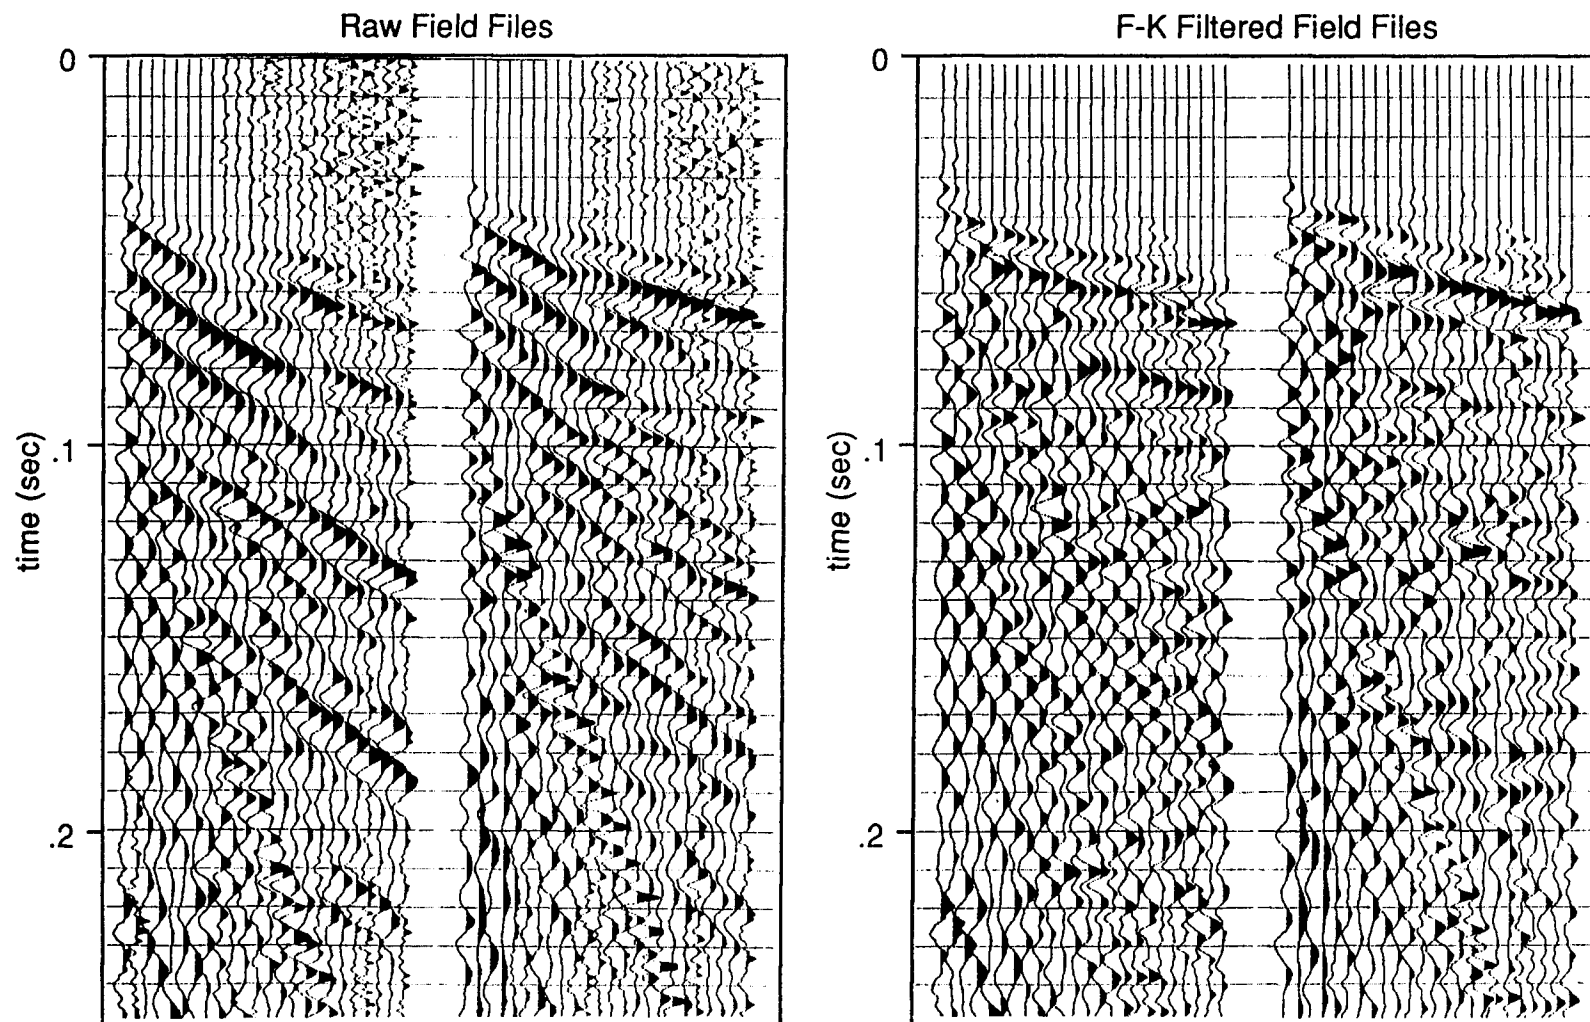 Raw Field Files
0
.1
.2
time (sec)
F-K Filtered Field Files
0
.1
.2
time (sec)